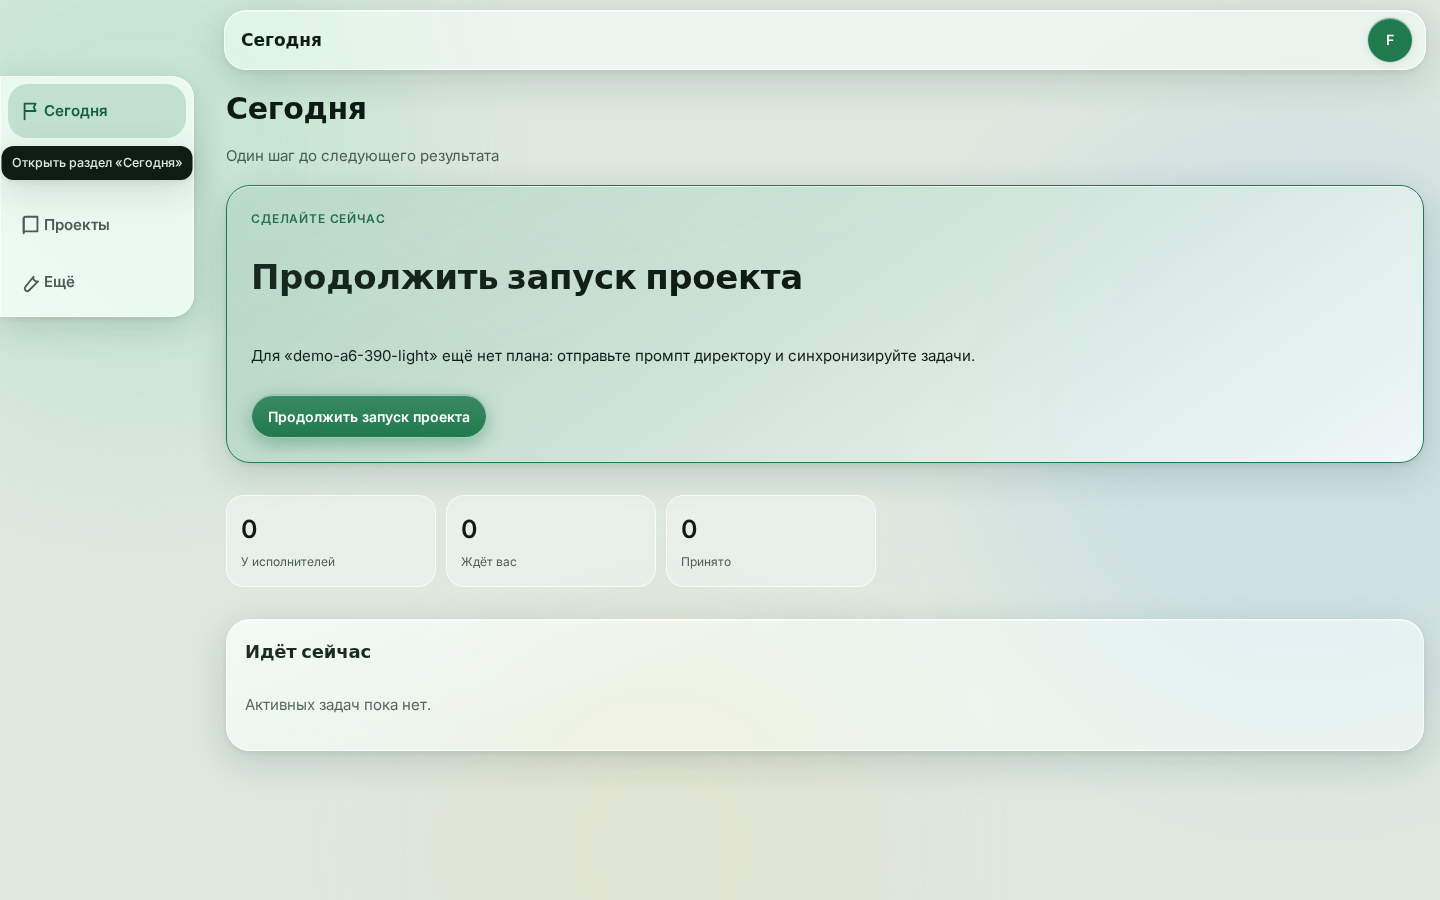 Сегодня
F
Сегодня
Открыть раздел «Сегодня»
Проекты
Ещё
Сегодня
Один шаг до следующего результата
СДЕЛАЙТЕ СЕЙЧАС
Продолжить запуск проекта
Для «demo-a6-390-light» ещё нет плана: отправьте промпт директору и синхронизируйте задачи.
Продолжить запуск проекта
0
У исполнителей
0
Ждёт вас
0
Принято
Идёт сейчас
Активных задач пока нет.